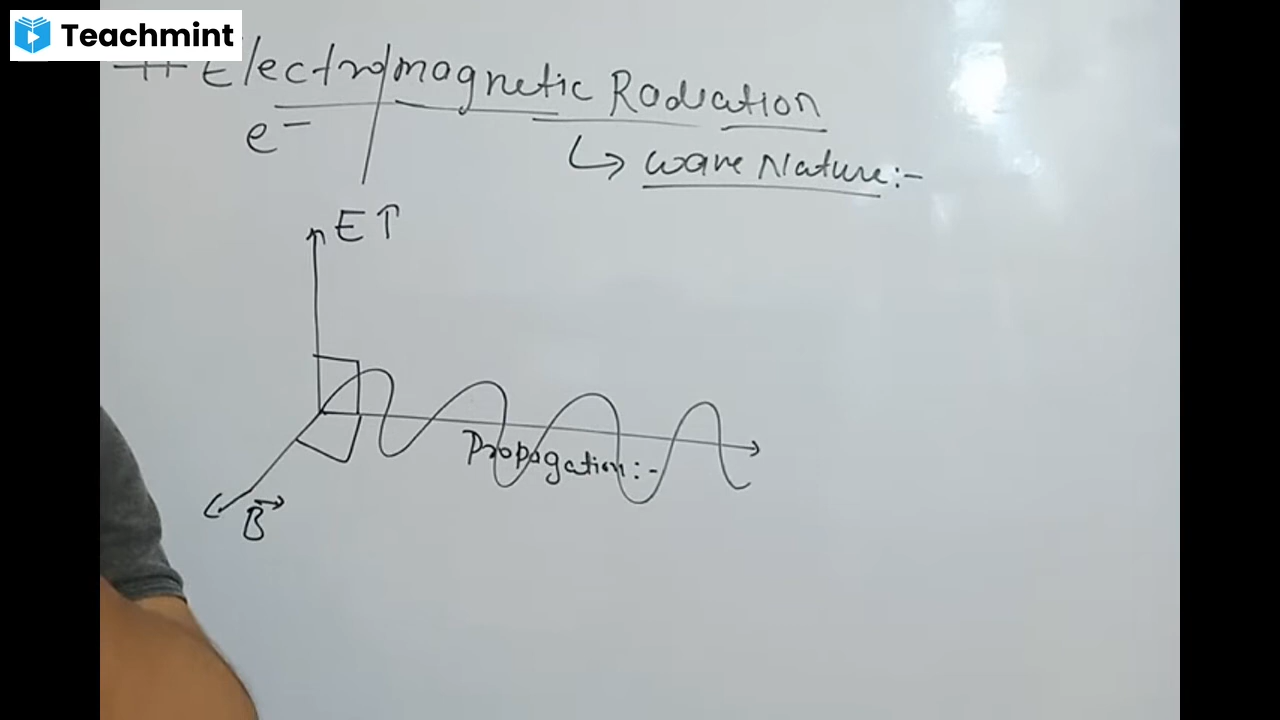 Teachmint
# Electromagnetic Radiation
e⁻
↳ Wave Nature:-
E↑
Propagation:-
B⃗